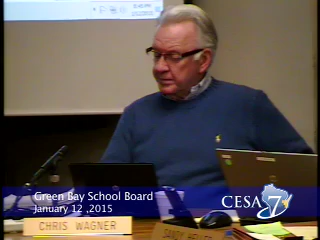 Green Bay School Board
January 12 ,2015
CESA 7
CHRIS WAGNER